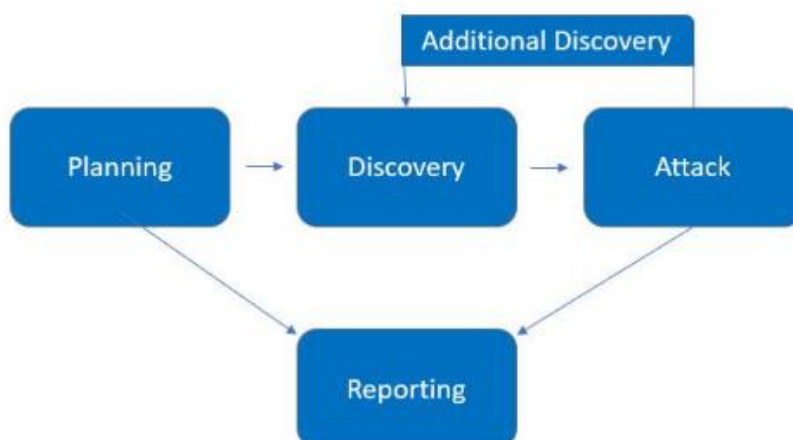 Additional Discovery
Planning
Discovery
Attack
Reporting